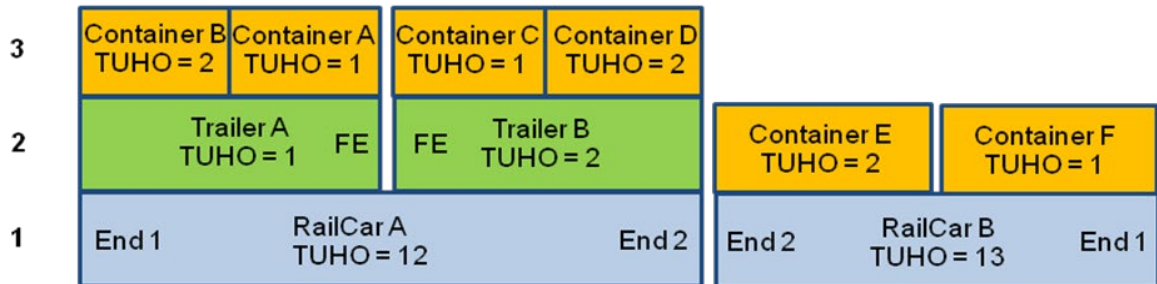 3
Container B
TUHO = 2
Container A
TUHO = 1
Container C
TUHO = 1
Container D
TUHO = 2
2
Trailer A
TUHO = 1
FE
FE
Trailer B
TUHO = 2
Container E
TUHO = 2
Container F
TUHO = 1
1
End 1
RailCar A
TUHO = 12
End 2
End 2
RailCar B
TUHO = 13
End 1